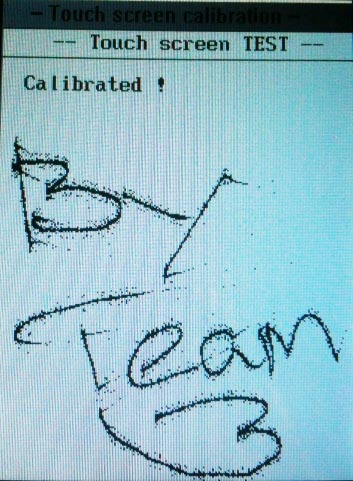 - Touch screen calibration -
-- Touch screen TEST --
Calibrated !
By
Team
3